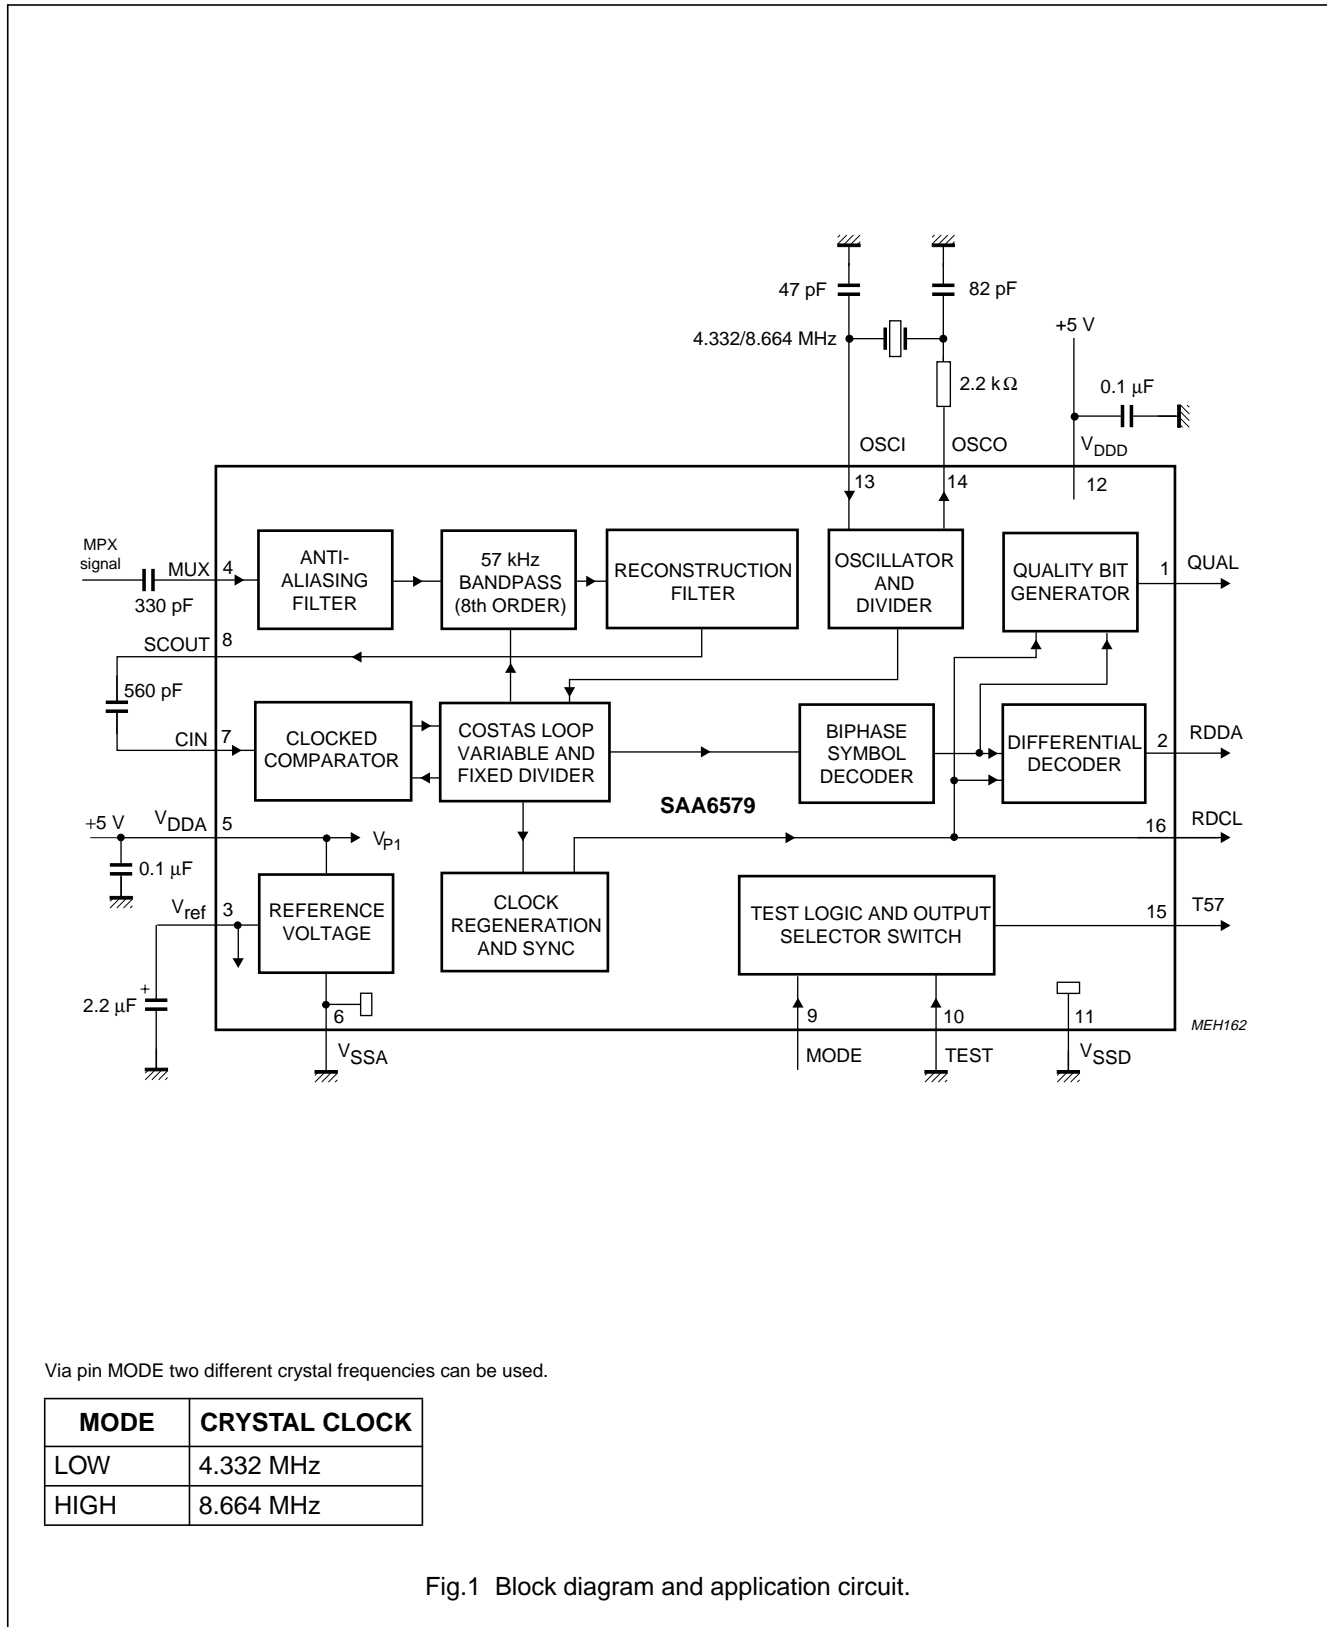 47 pF
82 pF
4.332/8.664 MHz
+5 V
2.2 kΩ
0.1 µF
OSCI
OSCO
VDDD
13
14
12
MPX
signal
MUX
4
330 pF
ANTI-
ALIASING
FILTER
57 kHz
BANDPASS
(8th ORDER)
RECONSTRUCTION
FILTER
OSCILLATOR
AND
DIVIDER
QUALITY BIT
GENERATOR
1
QUAL
SCOUT
8
560 pF
CIN
7
CLOCKED
COMPARATOR
COSTAS LOOP
VARIABLE AND
FIXED DIVIDER
BIPHASE
SYMBOL
DECODER
DIFFERENTIAL
DECODER
2
RDDA
SAA6579
+5 V
VDDA
5
VP1
16
RDCL
0.1 µF
Vref
3
REFERENCE
VOLTAGE
CLOCK
REGENERATION
AND SYNC
TEST LOGIC AND OUTPUT
SELECTOR SWITCH
15
T57
2.2 µF
+
6
9
10
11
MEH162
VSSA
MODE
TEST
VSSD
Via pin MODE two different crystal frequencies can be used.
MODE CRYSTAL CLOCK
LOW 4.332 MHz
HIGH 8.664 MHz
Fig.1 Block diagram and application circuit.